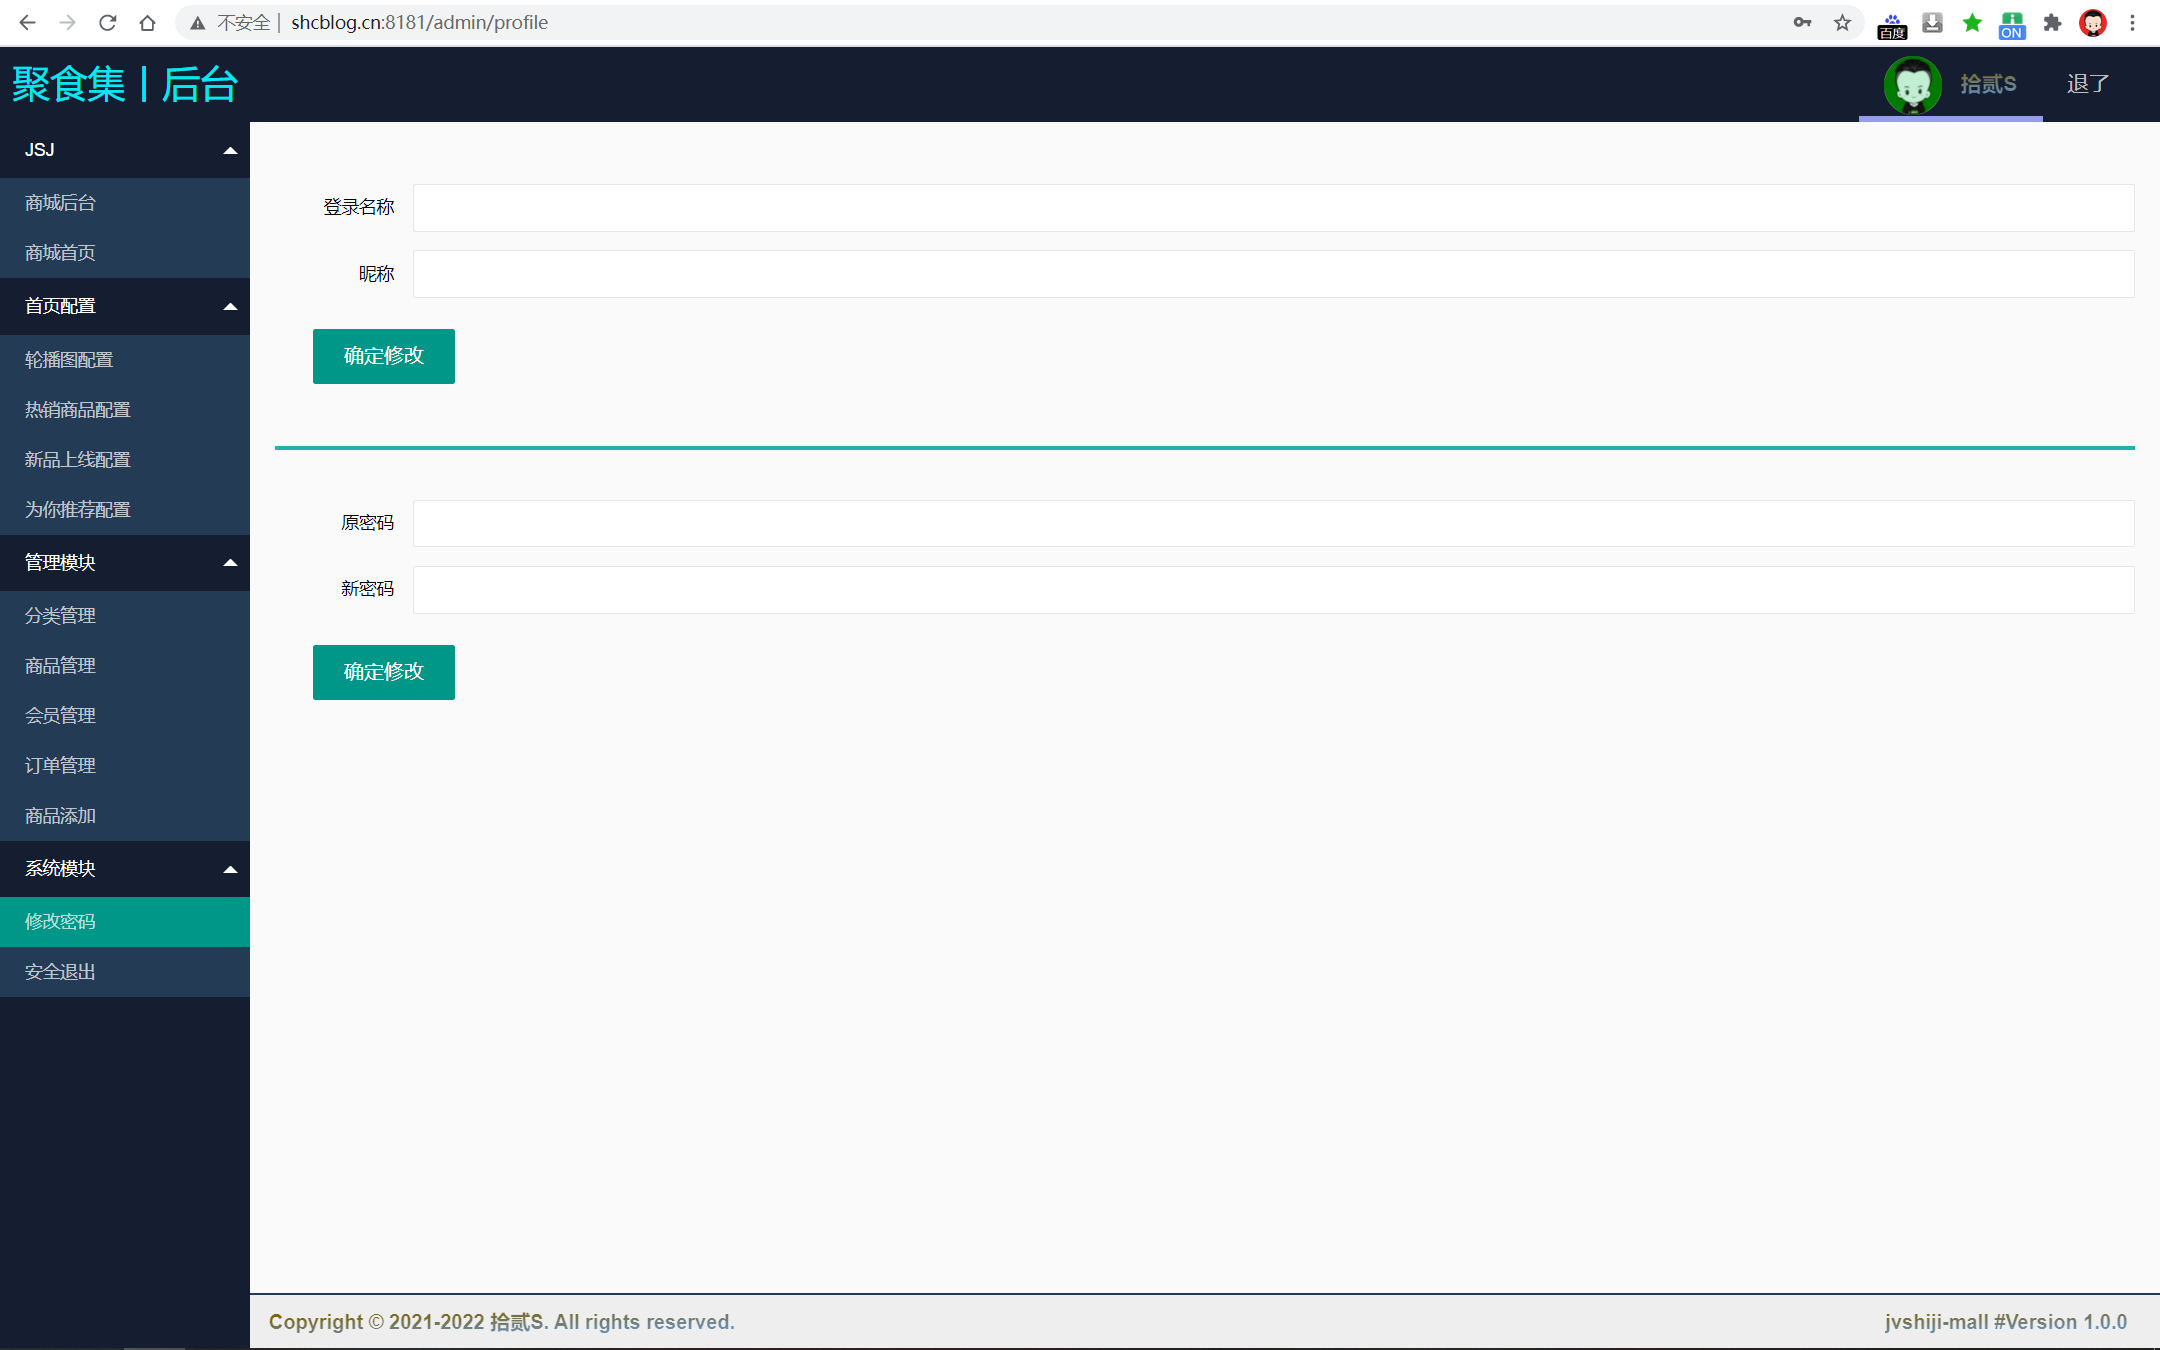 不安全 | shcblog.cn:8181/admin/profile
百度
ON
聚食集丨后台
拾贰S
退了
JSJ
商城后台
商城首页
首页配置
轮播图配置
热销商品配置
新品上线配置
为你推荐配置
管理模块
分类管理
商品管理
会员管理
订单管理
商品添加
系统模块
修改密码
安全退出
登录名称
昵称
确定修改
原密码
新密码
确定修改
Copyright © 2021-2022 拾贰S. All rights reserved.
jvshiji-mall #Version 1.0.0